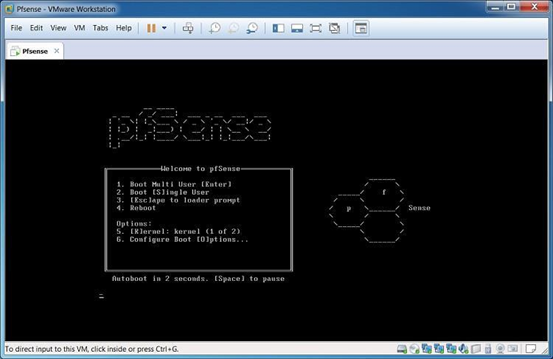 Pfsense - VMware Workstation
File Edit View VM Tabs Help
Pfsense
pfSense
Welcome to pfSense
1. Boot Multi User [Enter]
2. Boot [S]ingle User
3. [Esc]ape to loader prompt
4. Reboot
Options:
5. [K]ernel: kernel (1 of 2)
6. Configure Boot [O]ptions...
f
p Sense
Autoboot in 2 seconds. [Space] to pause
To direct input to this VM, click inside or press Ctrl+G.